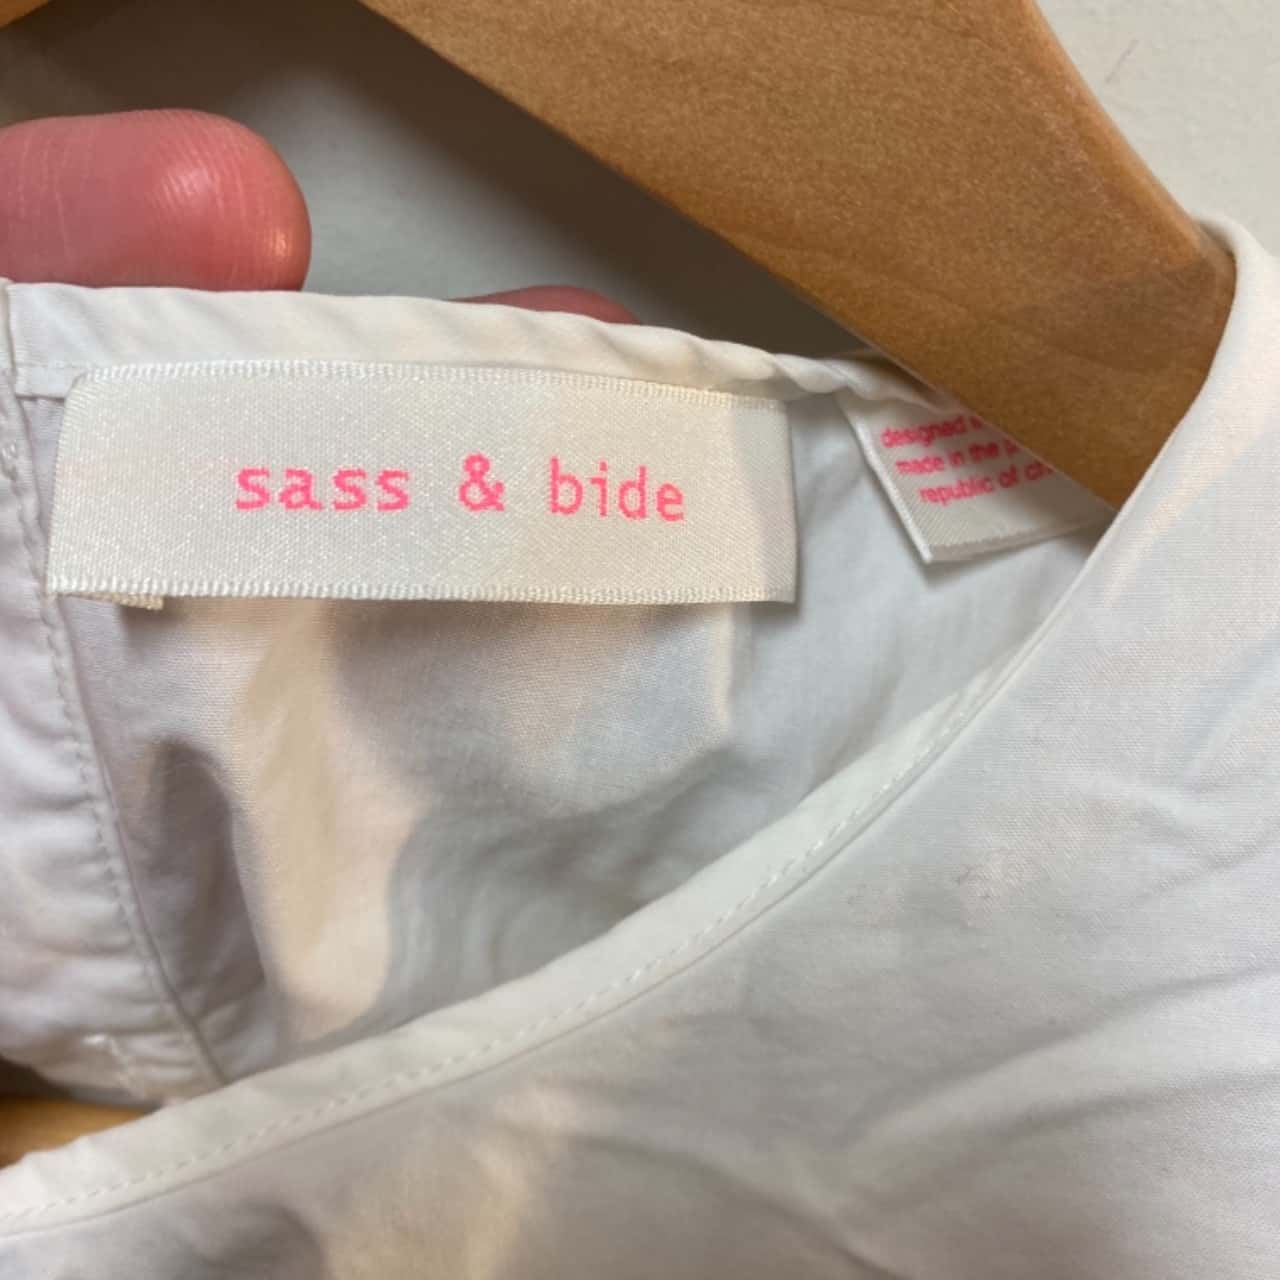 sass & bide
designed
made in the
republic of